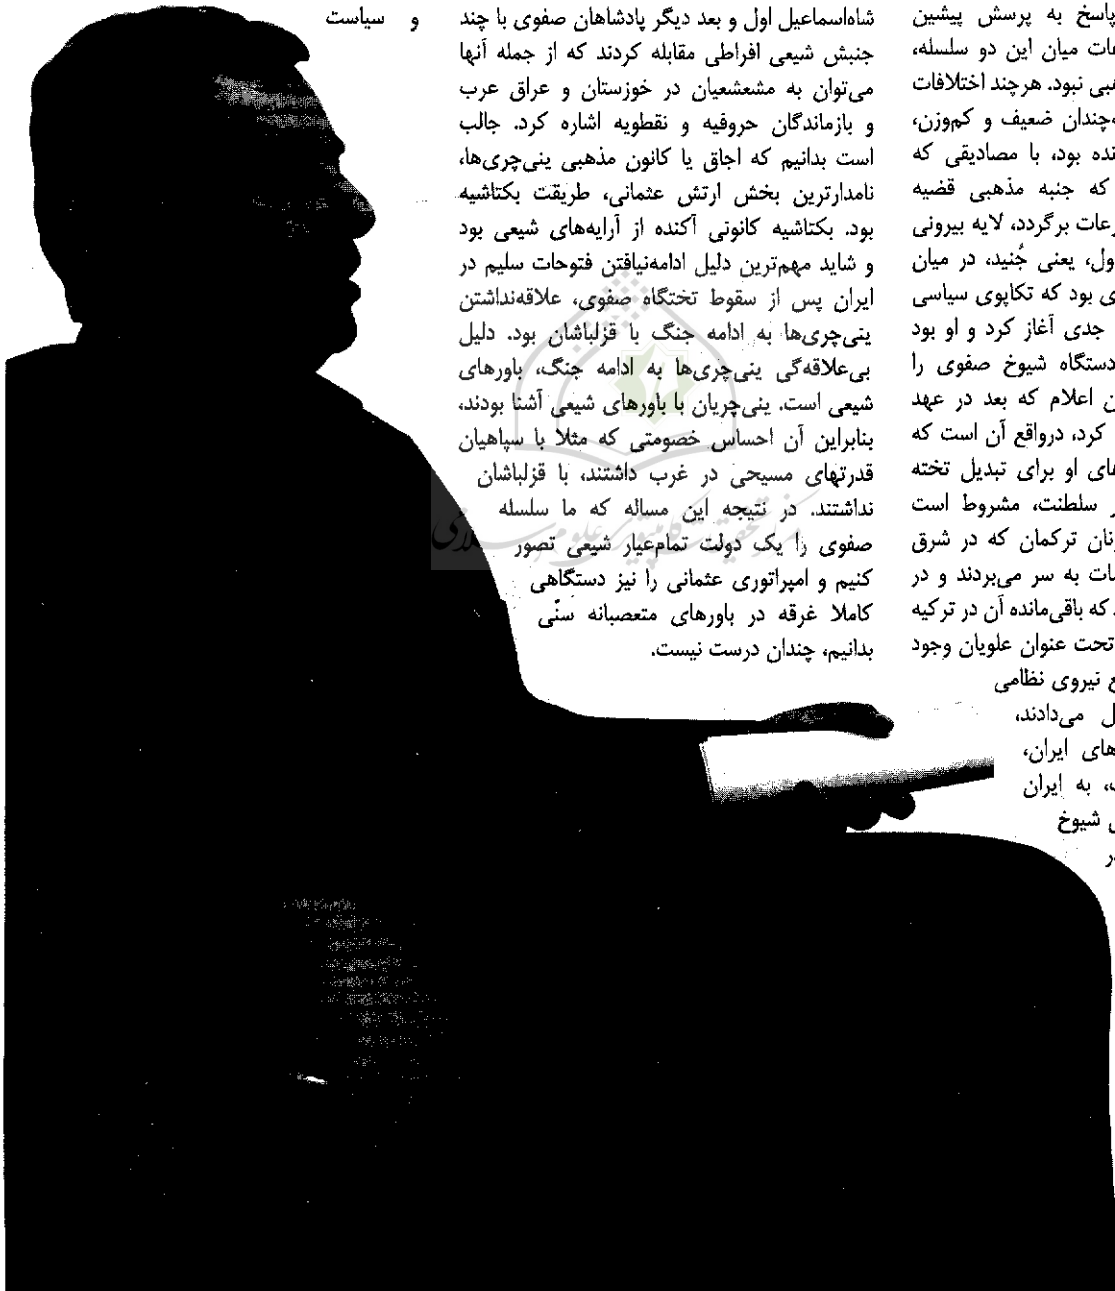 پاسخ به پرسش پیشین
عات میان این دو سلسله،
هبی نبود. هرچند اختلافات
ه‌چندان ضعیف و کم‌وزن،
نده بود، با مصادیقی که
که جنبه مذهبی قضیه
رعات برگردد، لایه بیرونی
ول، یعنی جُنید، در میان
ی بود که تکاپوی سیاسی
جدی آغاز کرد و او بود
دستگاه شیوخ صفوی را
ن اعلام که بعد در عهد
کرد، درواقع آن است که
های او برای تبدیل تخته
ر سلطنت، مشروط است
ونان ترکمان که در شرق
مات به سر می‌بردند و در
د که باقی‌مانده آن در ترکیه
تحت عنوان علویان وجود
ع نیروی نظامی
ل می‌دادند،
های ایران،
ت، به ایران
ی شیوخ
ر
شاه‌اسماعیل اول و بعد دیگر پادشاهان صفوی با چند
جنبش شیعی افراطی مقابله کردند که از جمله آنها
می‌توان به مشعشعیان در خوزستان و عراق عرب
و بازماندگان حروفیه و نقطویه اشاره کرد. جالب
است بدانیم که اجاق یا کانون مذهبی ینی‌چری‌ها،
نامدارترین بخش ارتش عثمانی، طریقت بکتاشیه
بود. بکتاشیه کانونی آکنده از آرایه‌های شیعی بود
و شاید مهم‌ترین دلیل ادامه‌نیافتن فتوحات سلیم در
ایران پس از سقوط تختگاه صفوی، علاقه‌نداشتن
ینی‌چری‌ها به ادامه جنگ با قزلباشان بود. دلیل
بی‌علاقه‌گی ینی‌چری‌ها به ادامه جنگ، باورهای
شیعی است. ینی‌چریان با باورهای شیعی آشنا بودند،
بنابراین آن احساس خصومتی که مثلا با سپاهیان
قدرتهای مسیحی در غرب داشتند، با قزلباشان
نداشتند. در نتیجه این مساله که ما سلسله
صفوی را یک دولت تمام‌عیار شیعی تصور
کنیم و امپراتوری عثمانی را نیز دستگاهی
کاملا غرقه در باورهای متعصبانه سنّی
بدانیم، چندان درست نیست.
و سیاست
مرکز تحقیقات کامپیوتری علوم اسلامی